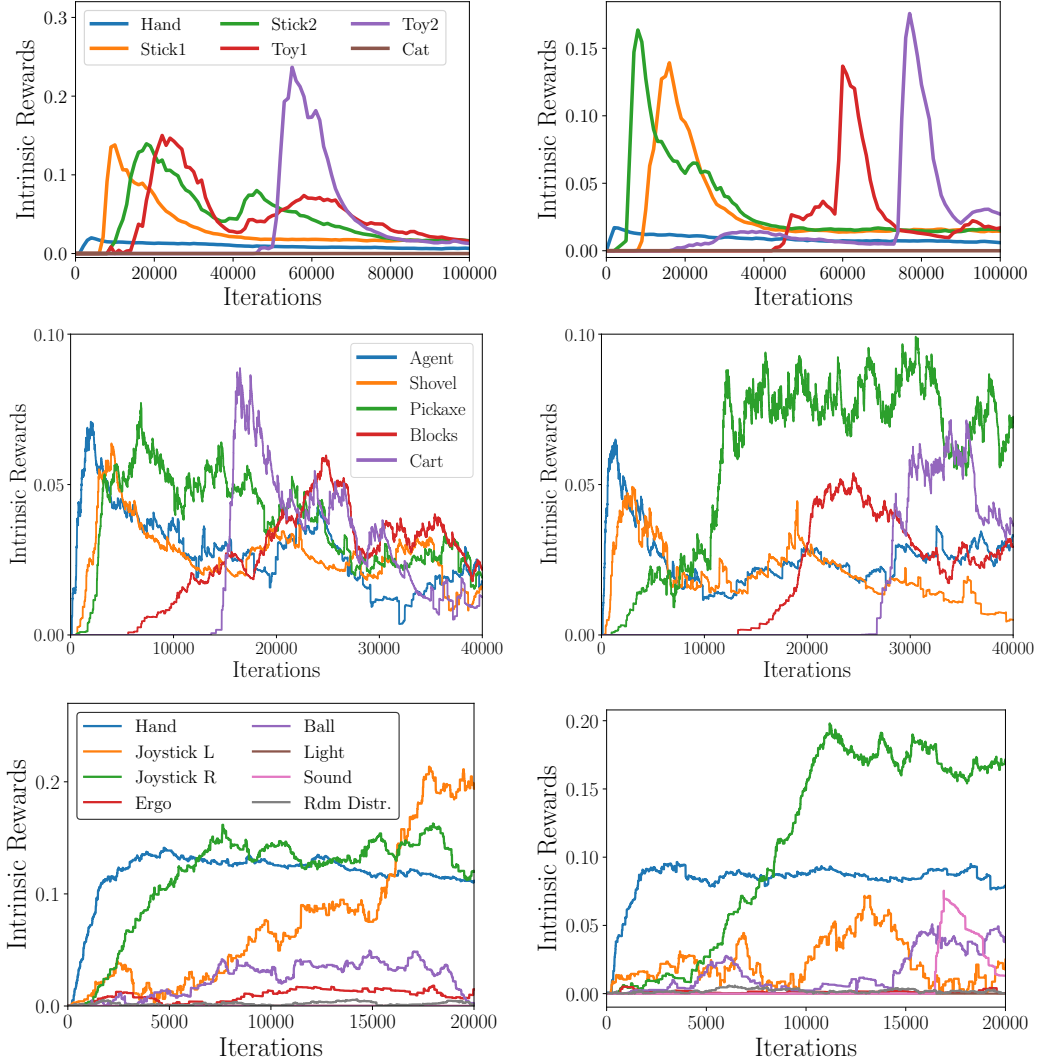 Hand
Stick1
Stick2
Toy1
Toy2
Cat
0.3
0.2
0.1
0.0
Intrinsic Rewards
0 20000 40000 60000 80000 100000
Iterations
0.15
0.10
0.05
0.00
Intrinsic Rewards
0 20000 40000 60000 80000 100000
Iterations
Agent
Shovel
Pickaxe
Blocks
Cart
0.10
0.05
0.00
Intrinsic Rewards
0 10000 20000 30000 40000
Iterations
0.10
0.05
0.00
Intrinsic Rewards
0 10000 20000 30000 40000
Iterations
Hand
Joystick L
Joystick R
Ergo
Ball
Light
Sound
Rdm Distr.
0.2
0.1
0.0
Intrinsic Rewards
0 5000 10000 15000 20000
Iterations
0.20
0.15
0.10
0.05
0.00
Intrinsic Rewards
0 5000 10000 15000 20000
Iterations